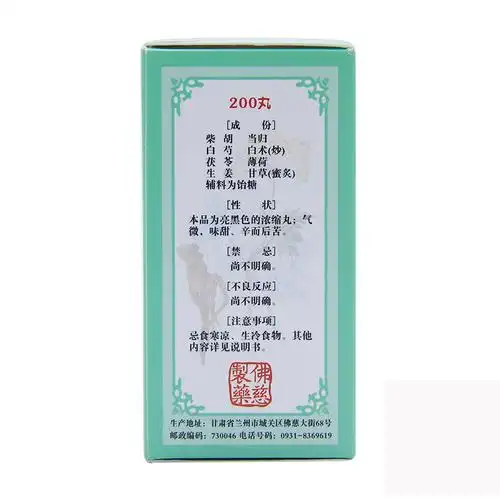 200丸
[成 份]
柴 胡 当归
白 芍 白术(炒)
茯 苓 薄荷
生 姜 甘草(蜜炙)
辅料为饴糖
[性 状]
本品为亮黑色的浓缩丸；气
微，味甜、辛而后苦。
[禁 忌]
尚不明确。
[不良反应]
尚不明确。
[注意事项]
忌食寒凉、生冷食物。其他
内容详见说明书。
佛慈
製藥
生产地址：甘肃省兰州市城关区佛慈大街68号
邮政编码：730046 电话号码：0931-8369619